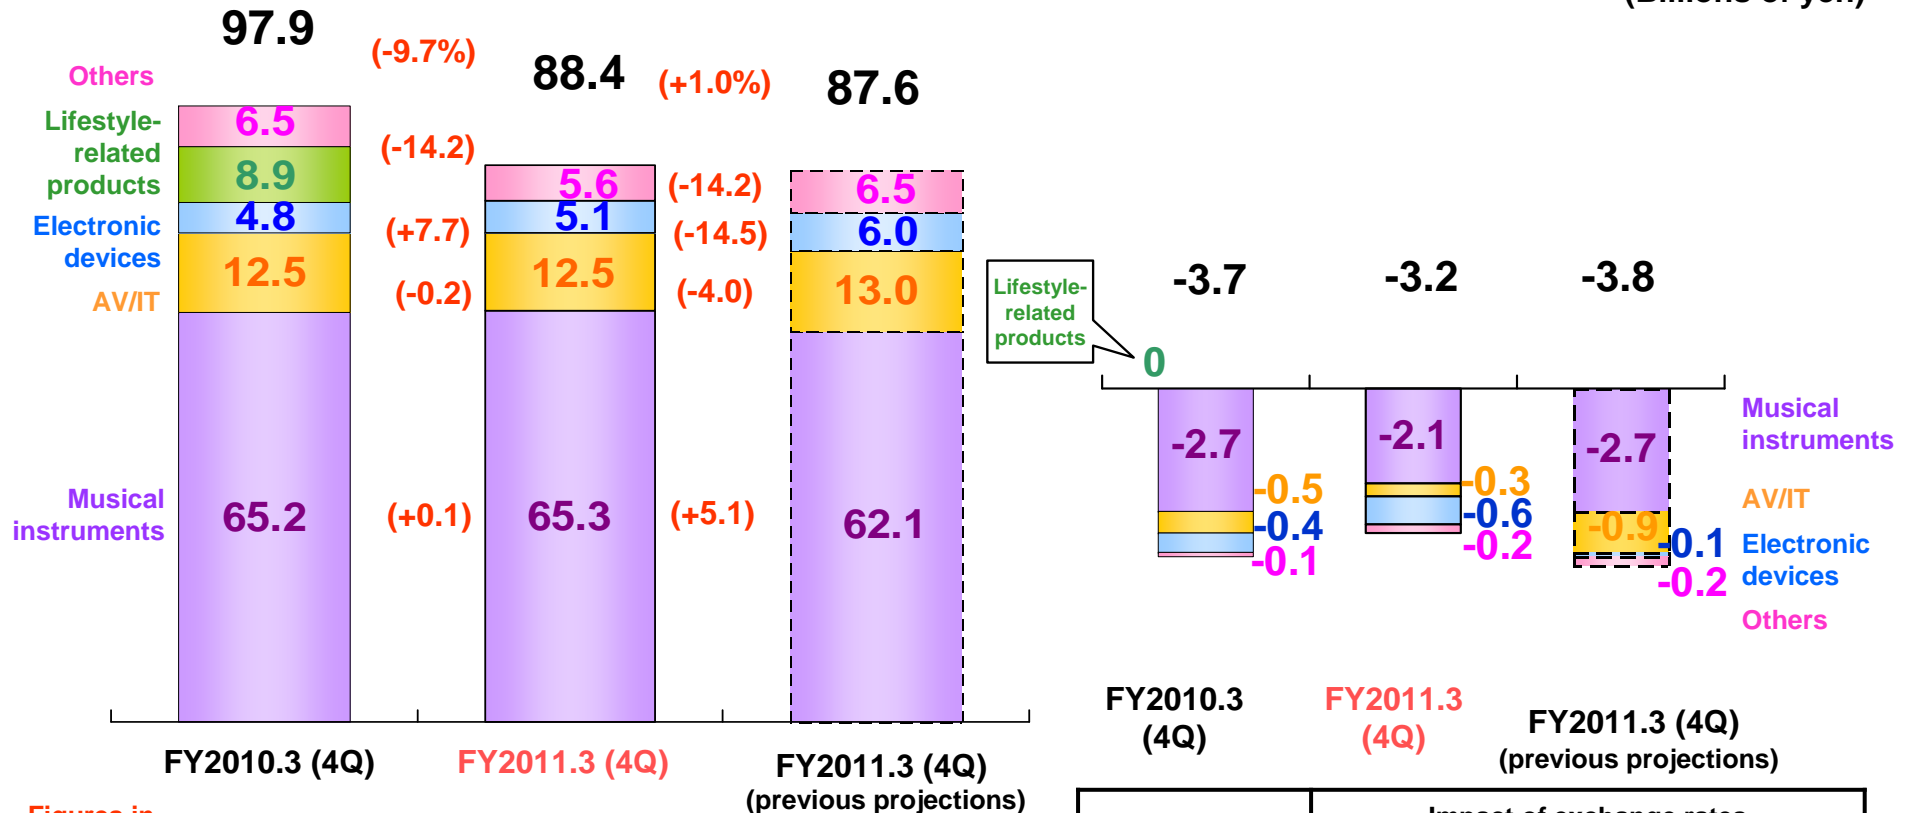 (Billions of yen)
97.9
(-9.7%)
88.4
(+1.0%)
87.6
Others
6.5
Lifestyle-
related
products
8.9
(-14.2)
5.6
(-14.2)
6.5
Electronic
devices
4.8
(+7.7)
5.1
(-14.5)
6.0
AV/IT
12.5
(-0.2)
12.5
(-4.0)
13.0
Musical
instruments
65.2
(+0.1)
65.3
(+5.1)
62.1
FY2010.3 (4Q)
FY2011.3 (4Q)
FY2011.3 (4Q)
(previous projections)
Figures in
Lifestyle-
related
products
0
-3.7
-3.2
-3.8
-2.7
-0.5
-0.4
-0.1
-2.1
-0.3
-0.6
-0.2
-2.7
-0.9
-0.1
-0.2
Musical
instruments
AV/IT
Electronic
devices
Others
FY2010.3
(4Q)
FY2011.3
(4Q)
FY2011.3 (4Q)
(previous projections)
Impact of exchange rates